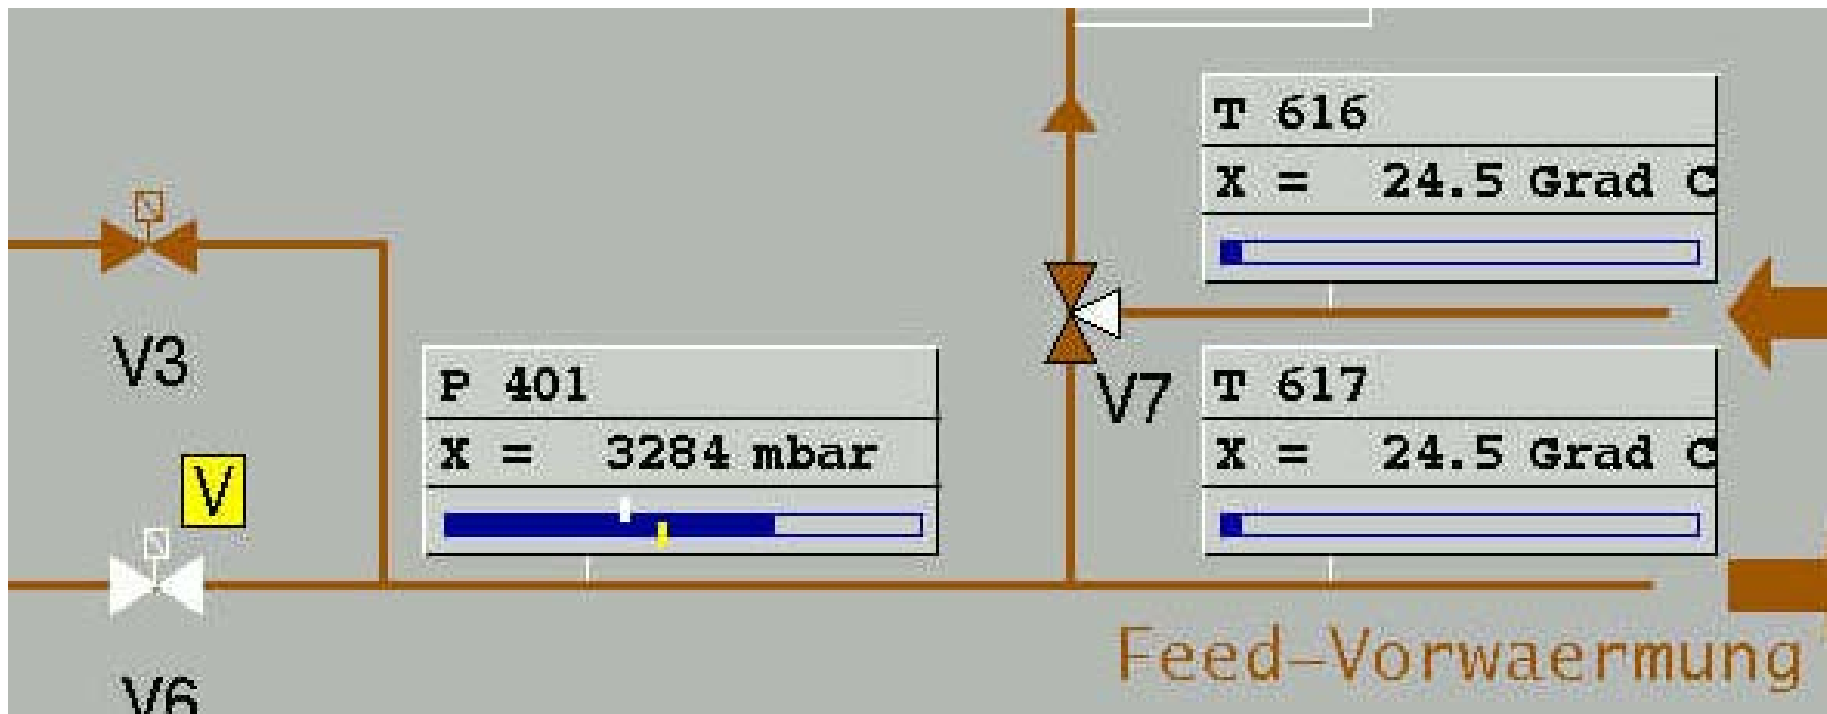 T 616
X = 24.5 Grad C
V3
P 401
X = 3284 mbar
V7
T 617
X = 24.5 Grad C
V
V6
Feed-Vorwaermung